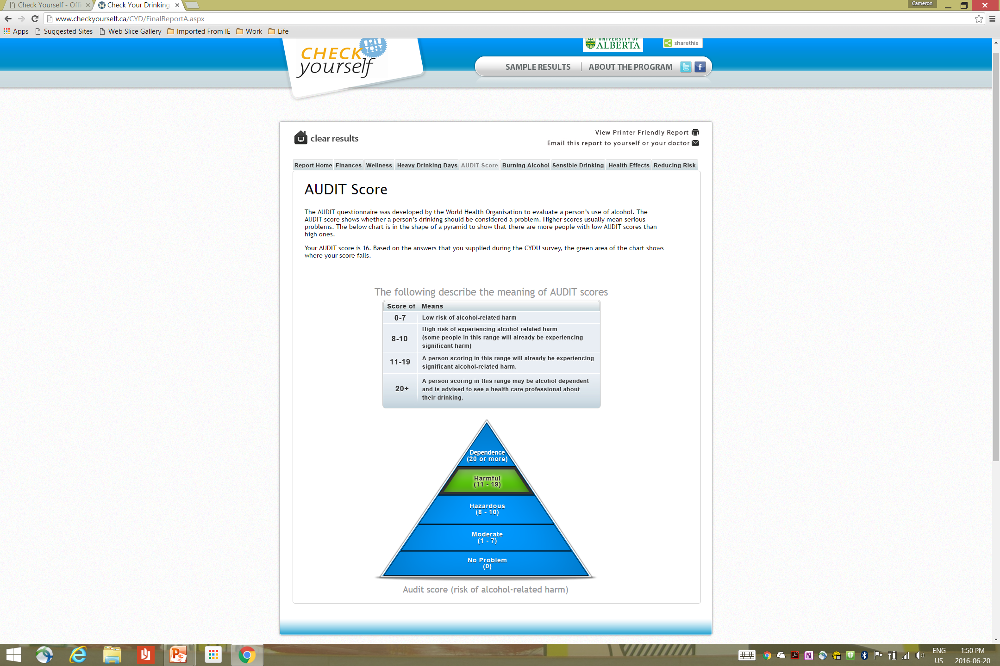 Check Yourself - Offi
Check Your Drinking
Cameron
www.checkyourself.ca/CYD/FinalReportA.aspx
Apps
Suggested Sites
Web Slice Gallery
Imported From IE
Work
Life
CHECK
yourself
UNIVERSITY OF
ALBERTA
sharethis
SAMPLE RESULTS
ABOUT THE PROGRAM
clear results
View Printer Friendly Report
Email this report to yourself or your doctor
Report Home Finances Wellness Heavy Drinking Days AUDIT Score Burning Alcohol Sensible Drinking Health Effects Reducing Risk
AUDIT Score
The AUDIT questionnaire was developed by the World Health Organisation to evaluate a person's use of alcohol. The
AUDIT score shows whether a person's drinking should be considered a problem. Higher scores usually mean serious
problems. The below chart is in the shape of a pyramid to show that there are more people with low AUDIT scores than
high ones.
Your AUDIT score is 16. Based on the answers that you supplied during the CYDU survey, the green area of the chart shows
where your score falls.
The following describe the meaning of AUDIT scores
Score of Means
0-7 Low risk of alcohol-related harm
8-10 High risk of experiencing alcohol-related harm
(some people in this range will already be experiencing
significant harm)
11-19 A person scoring in this range will already be experiencing
significant alcohol-related harm.
20+ A person scoring in this range may be alcohol dependent
and is advised to see a health care professional about
their drinking.
Dependence
(20 or more)
Harmful
(11 - 19)
Hazardous
(8 - 10)
Moderate
(1 - 7)
No Problem
(0)
Audit score (risk of alcohol-related harm)
ENG
US
1:50 PM
2016-06-20